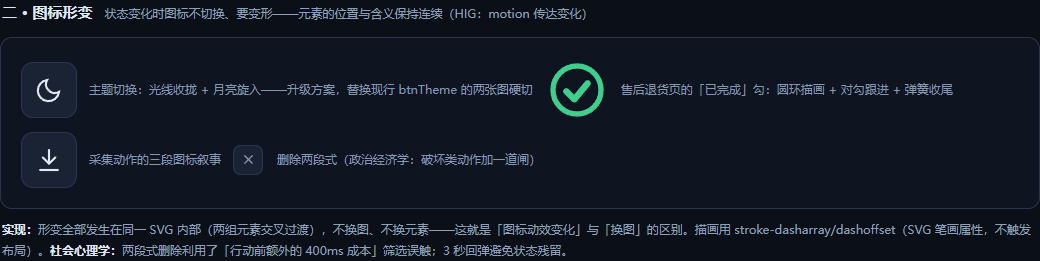 二 • 图标形变 状态变化时图标不切换、要变形——元素的位置与含义保持连续（HIG：motion 传达变化）
主题切换：光线收拢 + 月亮旋入——升级方案，替换现行 btnTheme 的两张图硬切
售后退货页的「已完成」勾：圆环描画 + 对勾跟进 + 弹簧收尾
采集动作的三段图标叙事
删除两段式（政治经济学：破坏类动作加一道闸）
实现：形变全部发生在同一 SVG 内部（两组元素交叉过渡），不换图、不换元素——这就是「图标动效变化」与「换图」的区别。描画用 stroke-dasharray/dashoffset（SVG 笔画属性，不触发
布局）。社会心理学：两段式删除利用了「行动前额外的 400ms 成本」筛选误触；3 秒回弹避免状态残留。